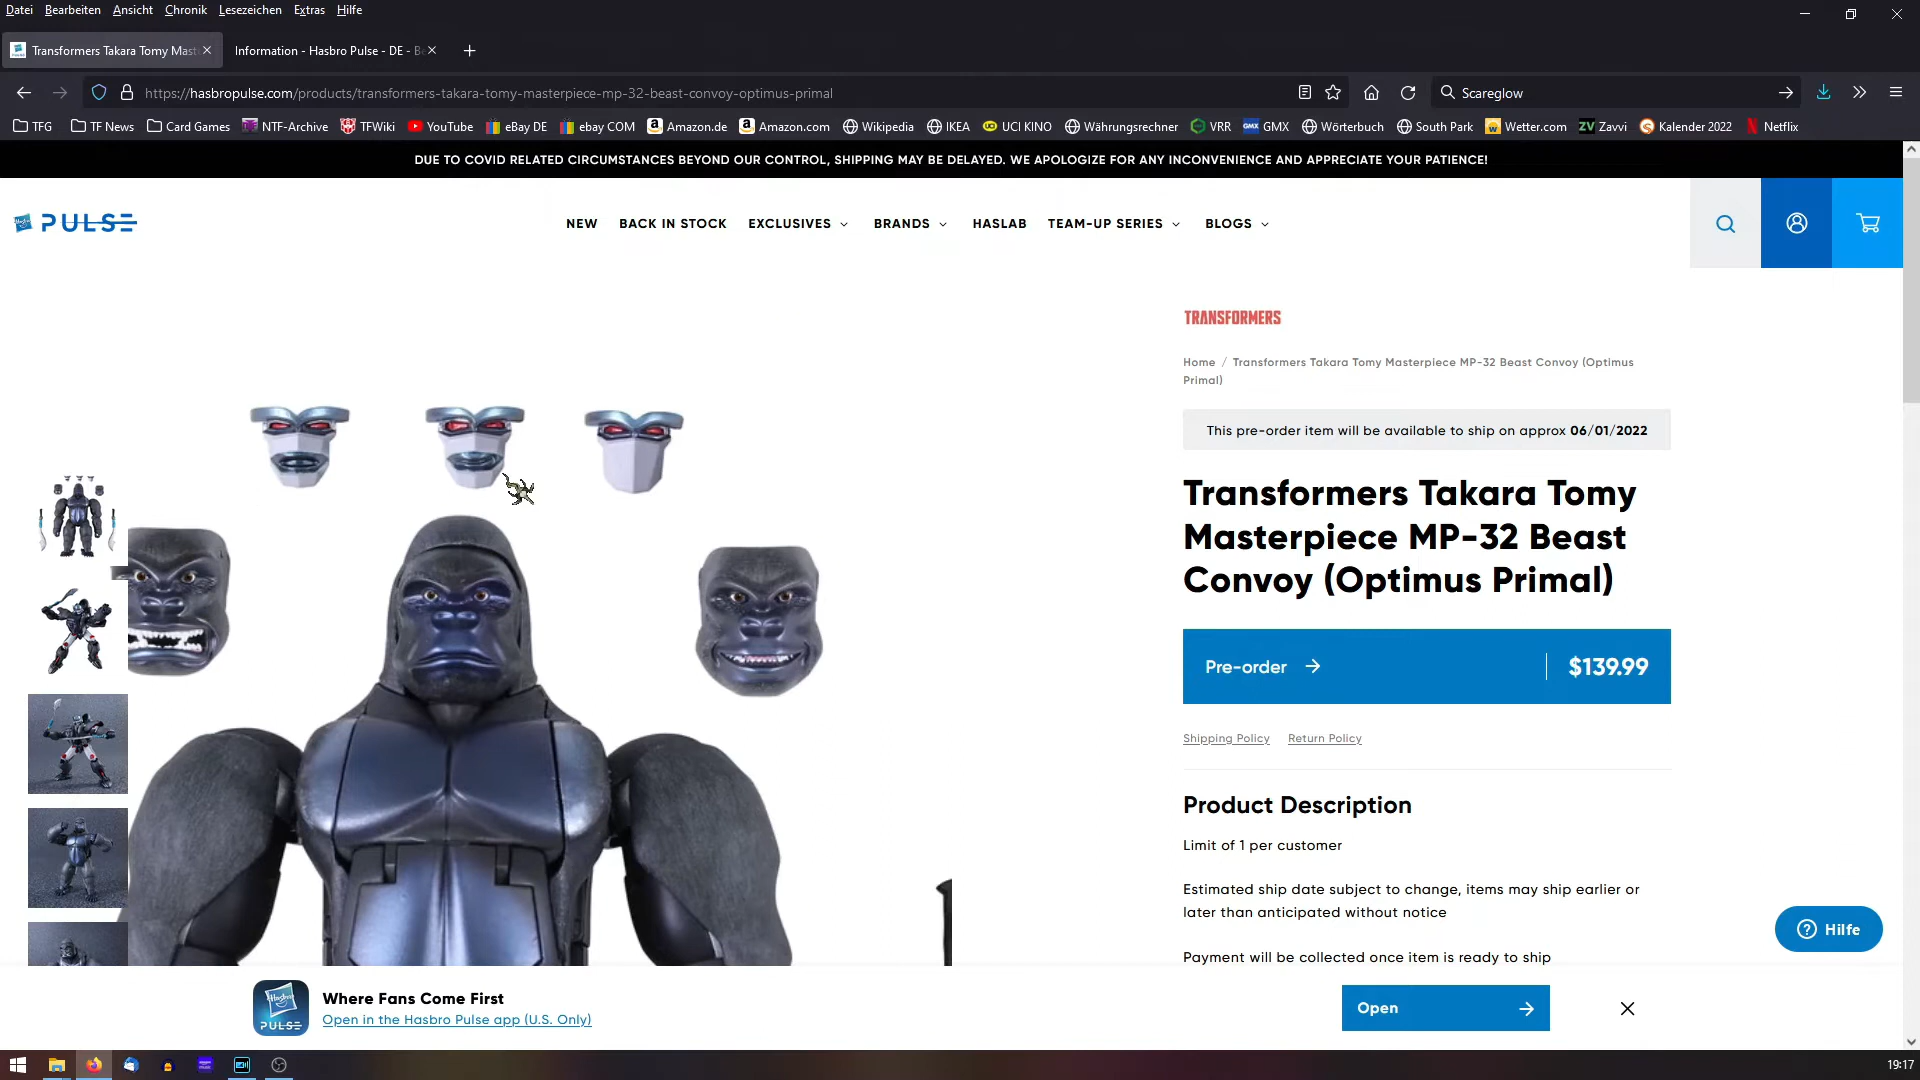 Datei Bearbeiten Ansicht Chronik Lesezeichen Extras Hilfe
Transformers Takara Tomy Mast Information - Hasbro Pulse - DE - Be
https://hasbropulse.com/products/transformers-takara-tomy-masterpiece-mp-32-beast-convoy-optimus-primal Scareglow
TFG TF News Card Games NTF-Archive TFWiki YouTube eBay DE ebay COM Amazon.de Amazon.com Wikipedia IKEA UCI KINO Währungsrechner VRR GMX Wörterbuch South Park Wetter.com ZV Zavvi Kalender 2022 Netflix
DUE TO COVID RELATED CIRCUMSTANCES BEYOND OUR CONTROL, SHIPPING MAY BE DELAYED. WE APOLOGIZE FOR ANY INCONVENIENCE AND APPRECIATE YOUR PATIENCE!
Hasbro PULSE NEW BACK IN STOCK EXCLUSIVES BRANDS HASLAB TEAM-UP SERIES BLOGS
TRANSFORMERS
Home / Transformers Takara Tomy Masterpiece MP-32 Beast Convoy (Optimus
Primal)
This pre-order item will be available to ship on approx 06/01/2022
Transformers Takara Tomy
Masterpiece MP-32 Beast
Convoy (Optimus Primal)
Pre-order $139.99
Shipping Policy Return Policy
Product Description
Limit of 1 per customer
Estimated ship date subject to change, items may ship earlier or
later than anticipated without notice
Hilfe
Payment will be collected once item is ready to ship
Hasbro PULSE
Where Fans Come First
Open in the Hasbro Pulse app (U.S. Only)
Open
19:17